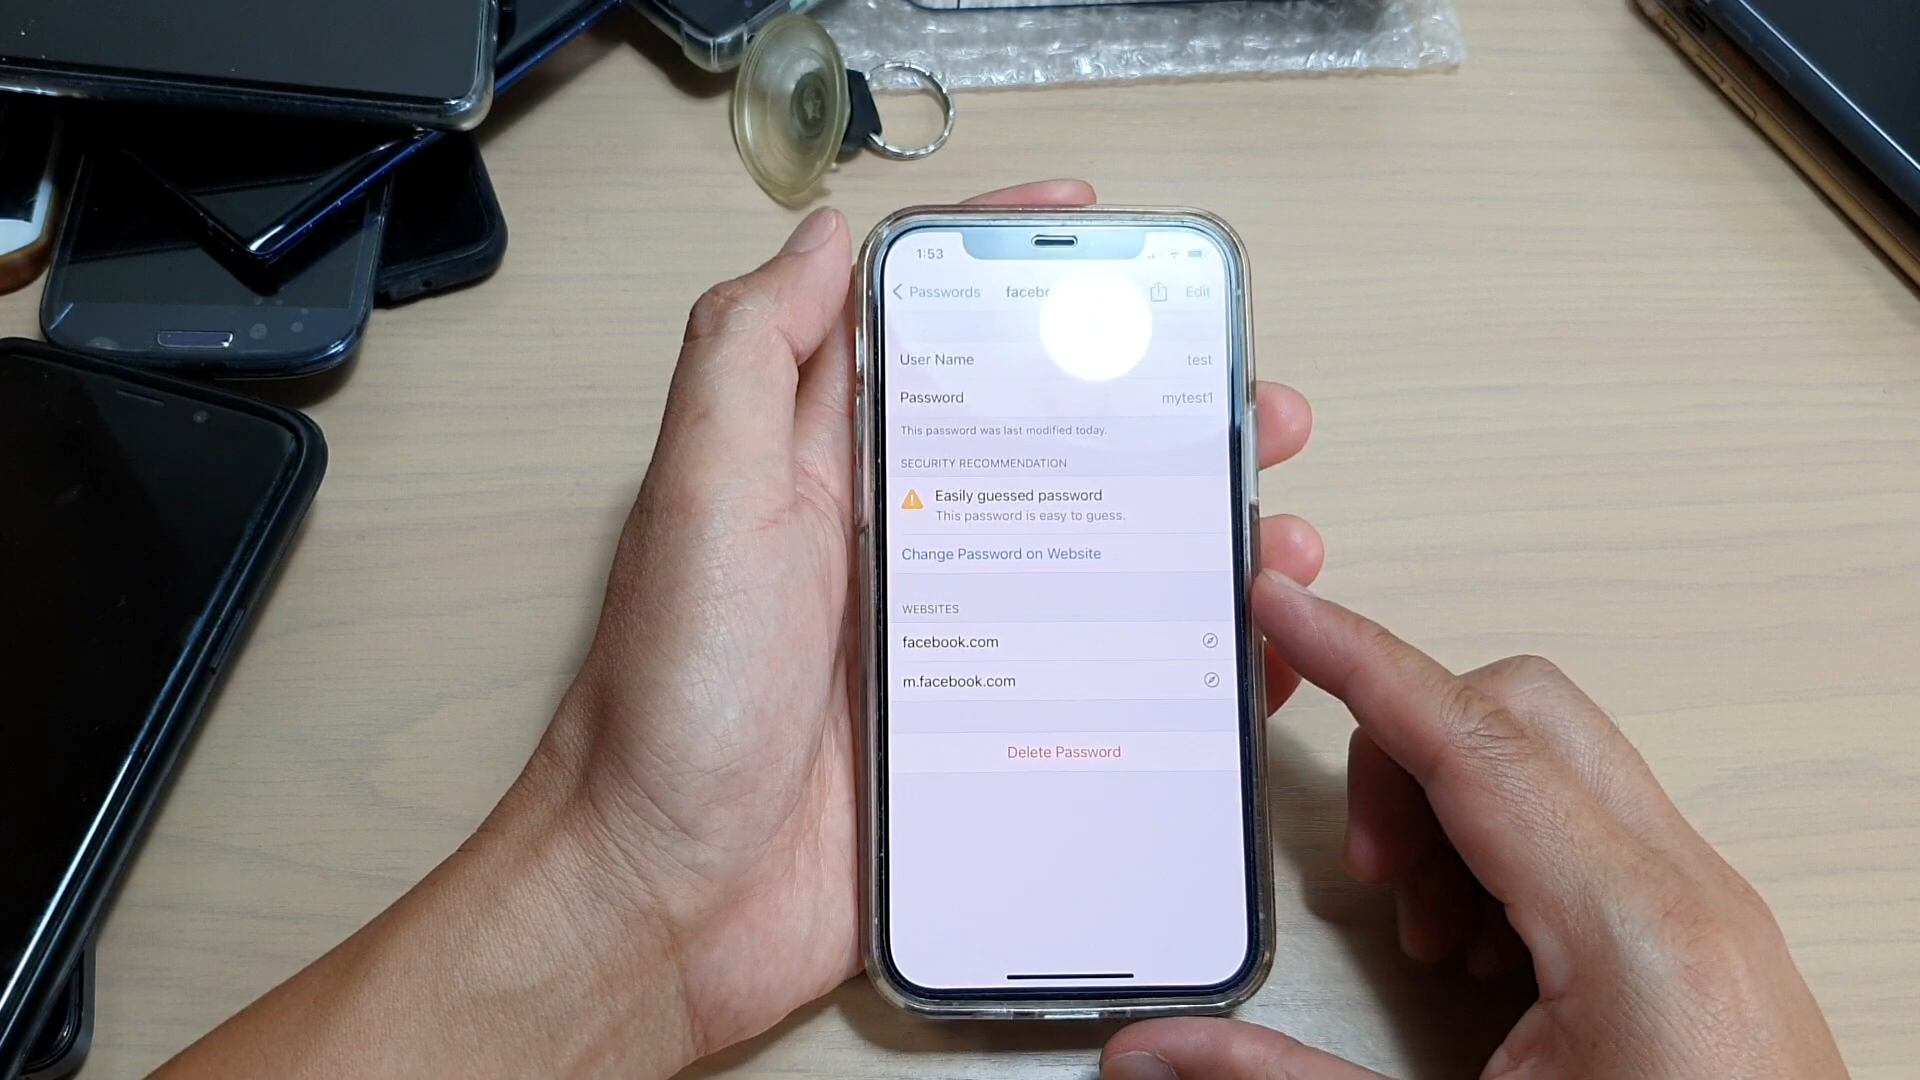 1:53
Passwords faceb Edit
User Name test
Password mytest1
This password was last modified today.
SECURITY RECOMMENDATION
Easily guessed password
This password is easy to guess.
Change Password on Website
WEBSITES
facebook.com
m.facebook.com
Delete Password